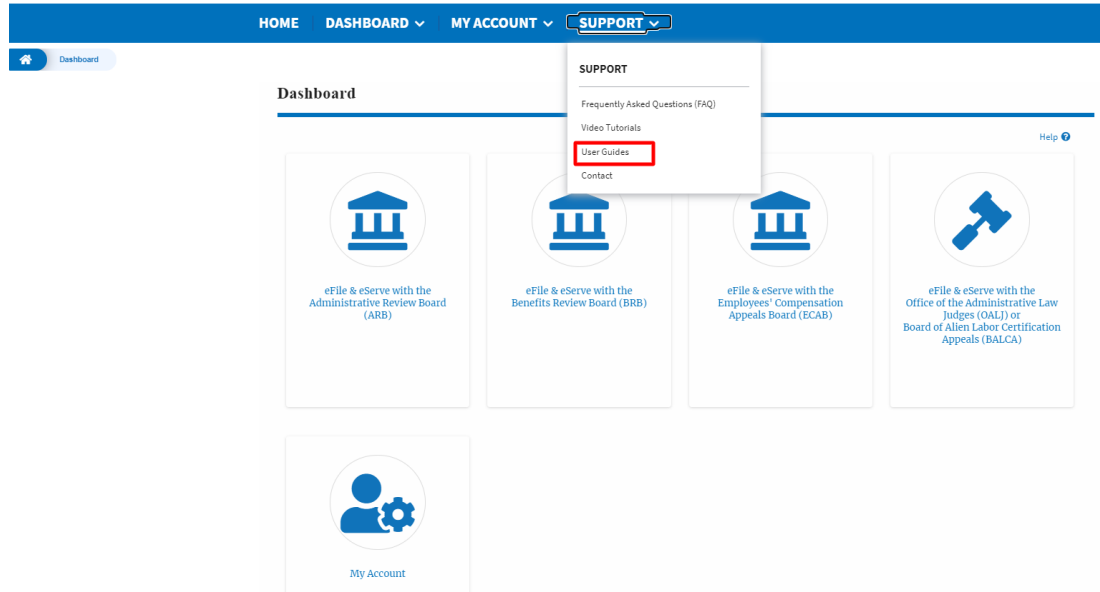 HOME DASHBOARD MY ACCOUNT SUPPORT
Dashboard
SUPPORT
Frequently Asked Questions (FAQ)
Video Tutorials
User Guides
Contact
Dashboard
Help
eFile & eServe with the
Administrative Review Board
(ARB)
eFile & eServe with the
Benefits Review Board (BRB)
eFile & eServe with the
Employees' Compensation
Appeals Board (ECAB)
eFile & eServe with the
Office of the Administrative Law
Judges (OALJ) or
Board of Alien Labor Certification
Appeals (BALCA)
My Account